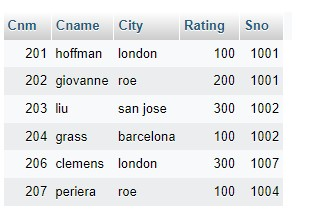 Cnm Cname City Rating Sno
201 hoffman london 100 1001
202 giovanne roe 200 1001
203 liu san jose 300 1002
204 grass barcelona 100 1002
206 clemens london 300 1007
207 periera roe 100 1004